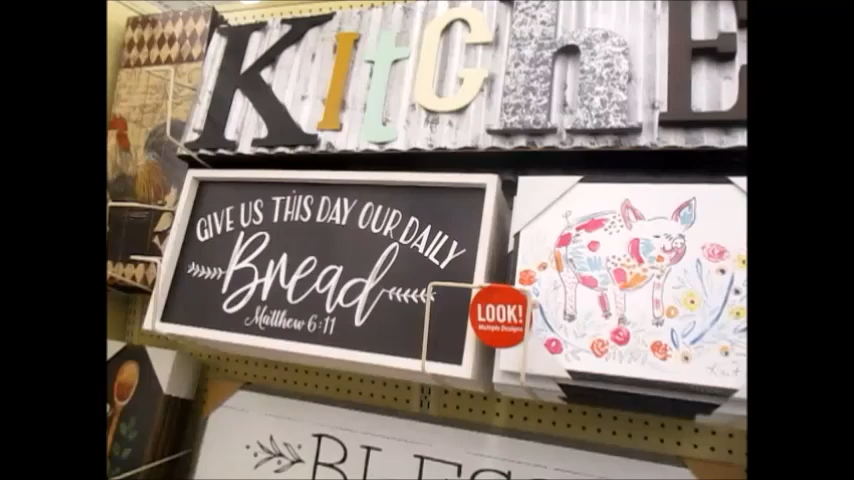 KitchE
GIVE US THIS DAY OUR DAILY
Bread
Matthew 6:11
LOOK!
Multiple Designs